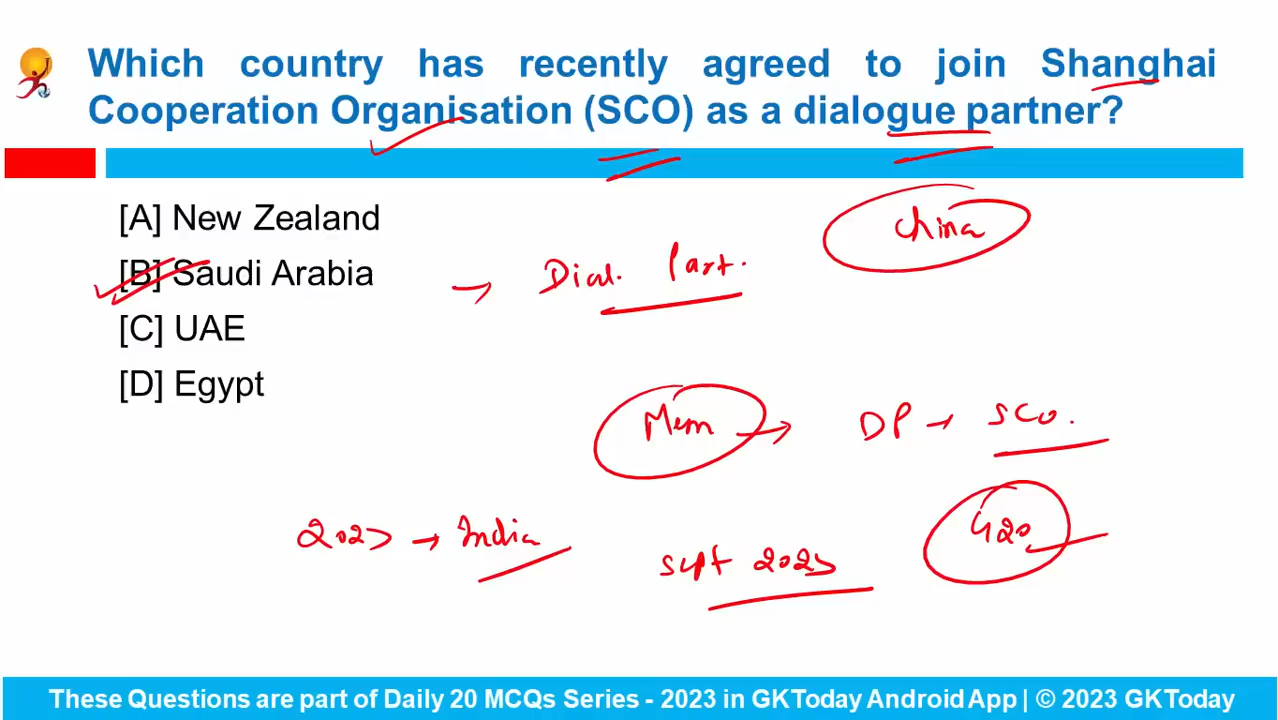 Which country has recently agreed to join Shanghai
Cooperation Organisation (SCO) as a dialogue partner?
[A] New Zealand
China
[B] Saudi Arabia → Dial. Part.
[C] UAE
[D] Egypt
Mem → DP → SCO.
2023 → India
Sept 2023
G20
These Questions are part of Daily 20 MCQs Series - 2023 in GKToday Android App | © 2023 GKToday